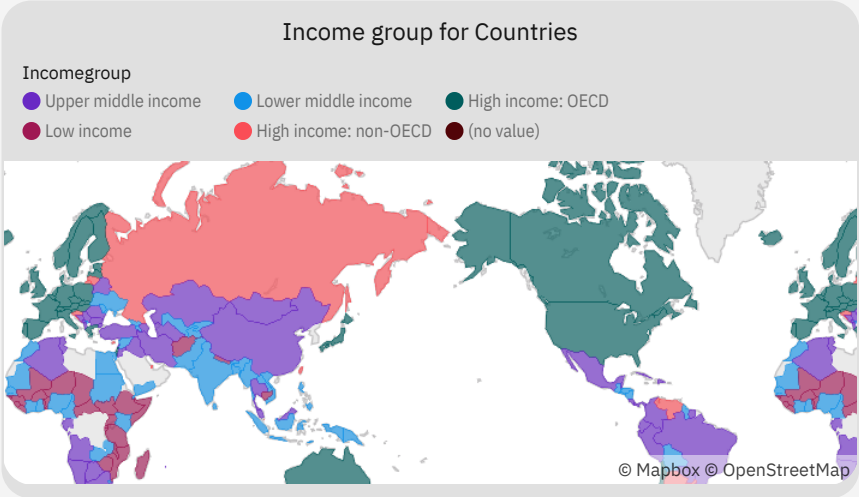 Income group for Countries
Incomegroup
Upper middle income Lower middle income High income: OECD
Low income High income: non-OECD (no value)
© Mapbox © OpenStreetMap